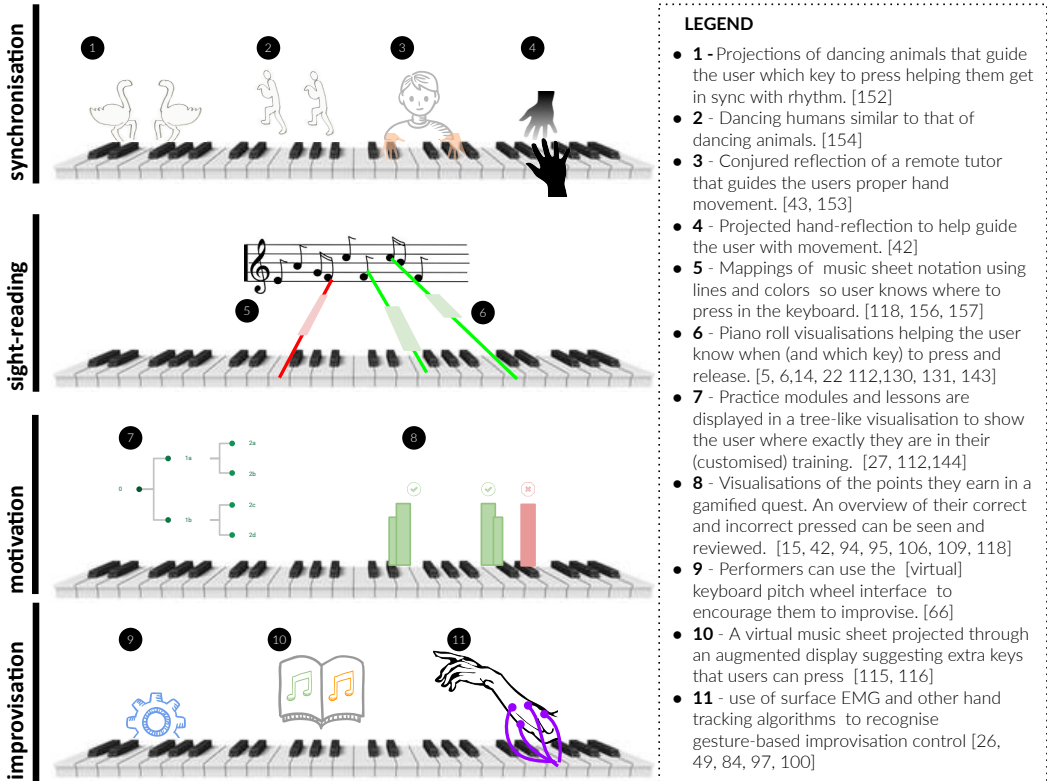 synchronisation
1
2
3
4
sight-reading
5
6
motivation
7
8
0
1a
1b
2a
2b
2c
2d
improvisation
9
10
11
LEGEND
● 1 - Projections of dancing animals that guide
the user which key to press helping them get
in sync with rhythm. [152]
● 2 - Dancing humans similar to that of
dancing animals. [154]
● 3 - Conjured reflection of a remote tutor
that guides the users proper hand
movement. [43, 153]
● 4 - Projected hand-reflection to help guide
the user with movement. [42]
● 5 - Mappings of music sheet notation using
lines and colors so user knows where to
press in the keyboard. [118, 156, 157]
● 6 - Piano roll visualisations helping the user
know when (and which key) to press and
release. [5, 6,14, 22 112,130, 131, 143]
● 7 - Practice modules and lessons are
displayed in a tree-like visualisation to show
the user where exactly they are in their
(customised) training. [27, 112,144]
● 8 - Visualisations of the points they earn in a
gamified quest. An overview of their correct
and incorrect pressed can be seen and
reviewed. [15, 42, 94, 95, 106, 109, 118]
● 9 - Performers can use the [virtual]
keyboard pitch wheel interface to
encourage them to improvise. [66]
● 10 - A virtual music sheet projected through
an augmented display suggesting extra keys
that users can press [115, 116]
● 11 - use of surface EMG and other hand
tracking algorithms to recognise
gesture-based improvisation control [26,
49, 84, 97, 100]